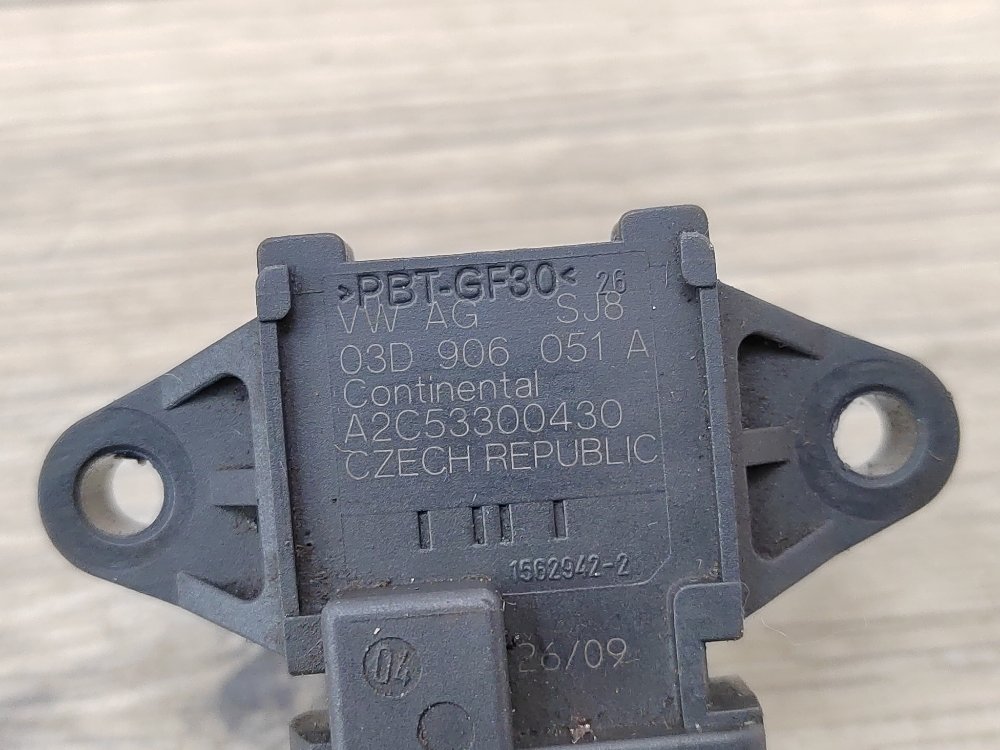 >PBT-GF30< 26
VW AG SJ8
03D 906 051 A
Continental
A2C53300430
CZECH REPUBLIC
1562942-2
26/09
04